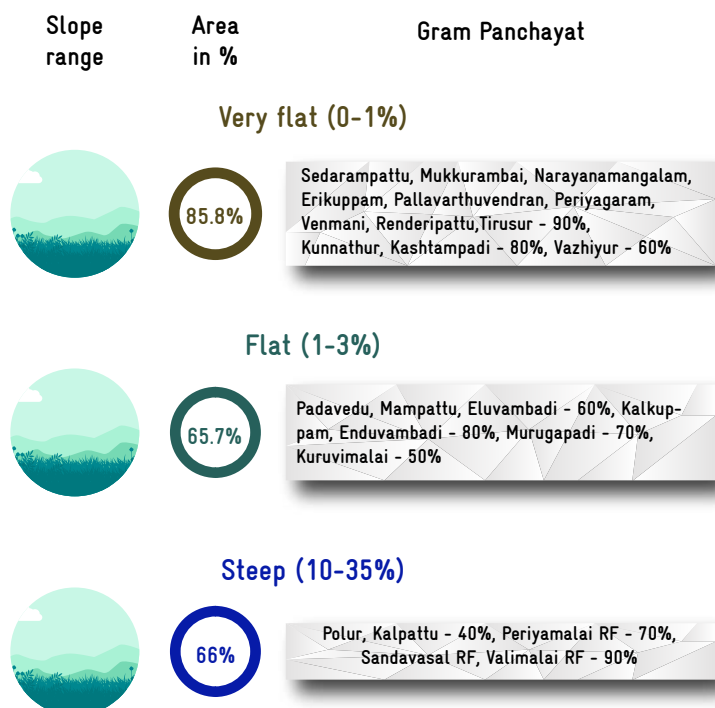 Slope
range
Area
in %
Gram Panchayat
Very flat (0-1%)
85.8%
Sedarampattu, Mukkurambai, Narayanamangalam,
Erikuppam, Pallavarthuvendran, Periyagaram,
Venmani, Renderipattu,Tirusur - 90%,
Kunnathur, Kashtampadi - 80%, Vazhiyur - 60%
Flat (1-3%)
65.7%
Padavedu, Mampattu, Eluvambadi - 60%, Kalkup-
pam, Enduvambadi - 80%, Murugapadi - 70%,
Kuruvimalai - 50%
Steep (10-35%)
66%
Polur, Kalpattu - 40%, Periyamalai RF - 70%,
Sandavasal RF, Valimalai RF - 90%